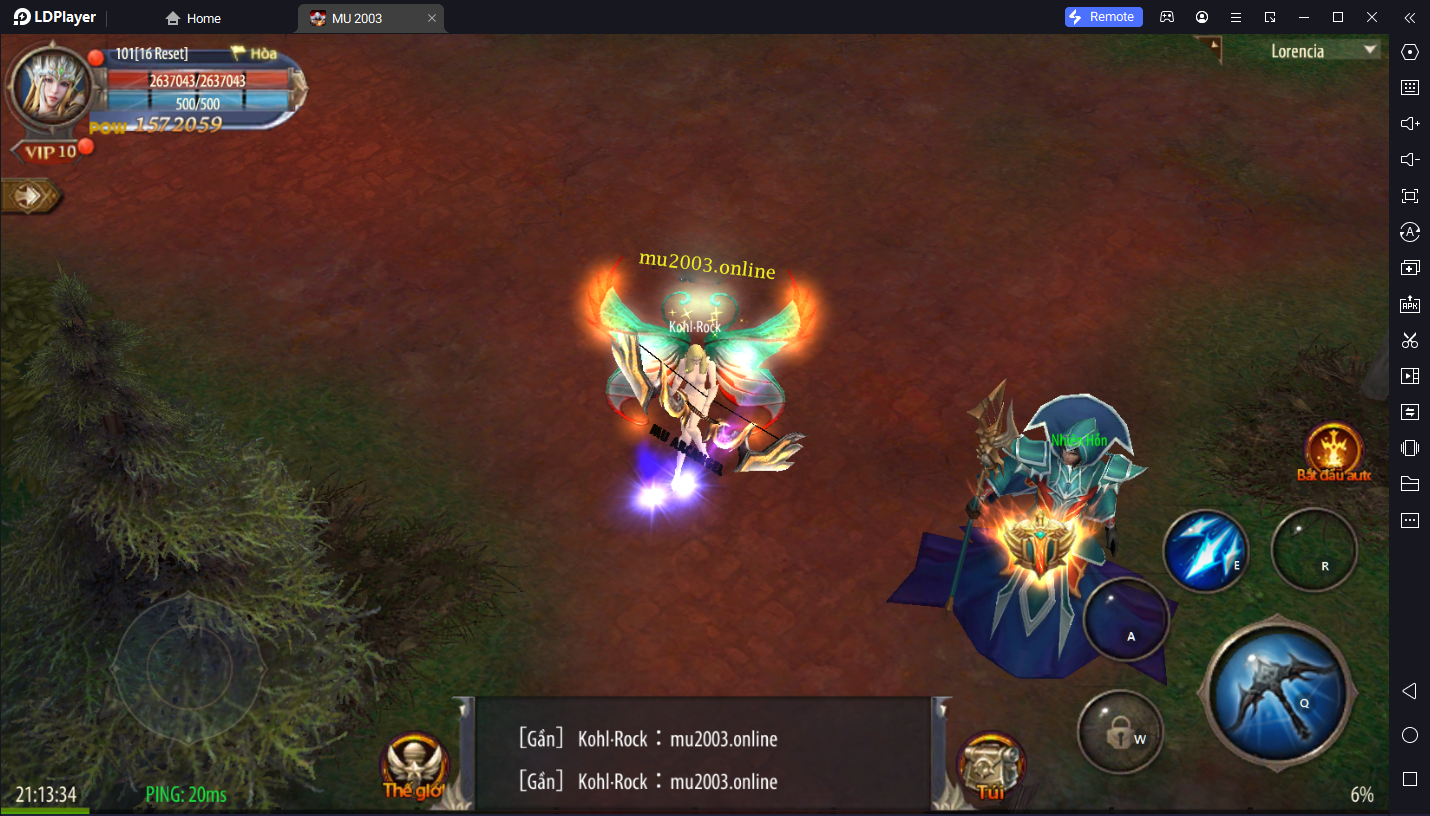 LDPlayer
Home
MU 2003
Remote
101[16 Reset]
Hòa
2637043/2637043
500/500
POW 1572059
VIP 10
Lorencia
mu2003.online
Kohl·Rock
Bắt đầu auto
E
R
A
Q
W
[Gần] Kohl·Rock：mu2003.online
[Gần] Kohl·Rock：mu2003.online
Thế giới
Túi
21:13:34
PING: 20ms
6%
APK